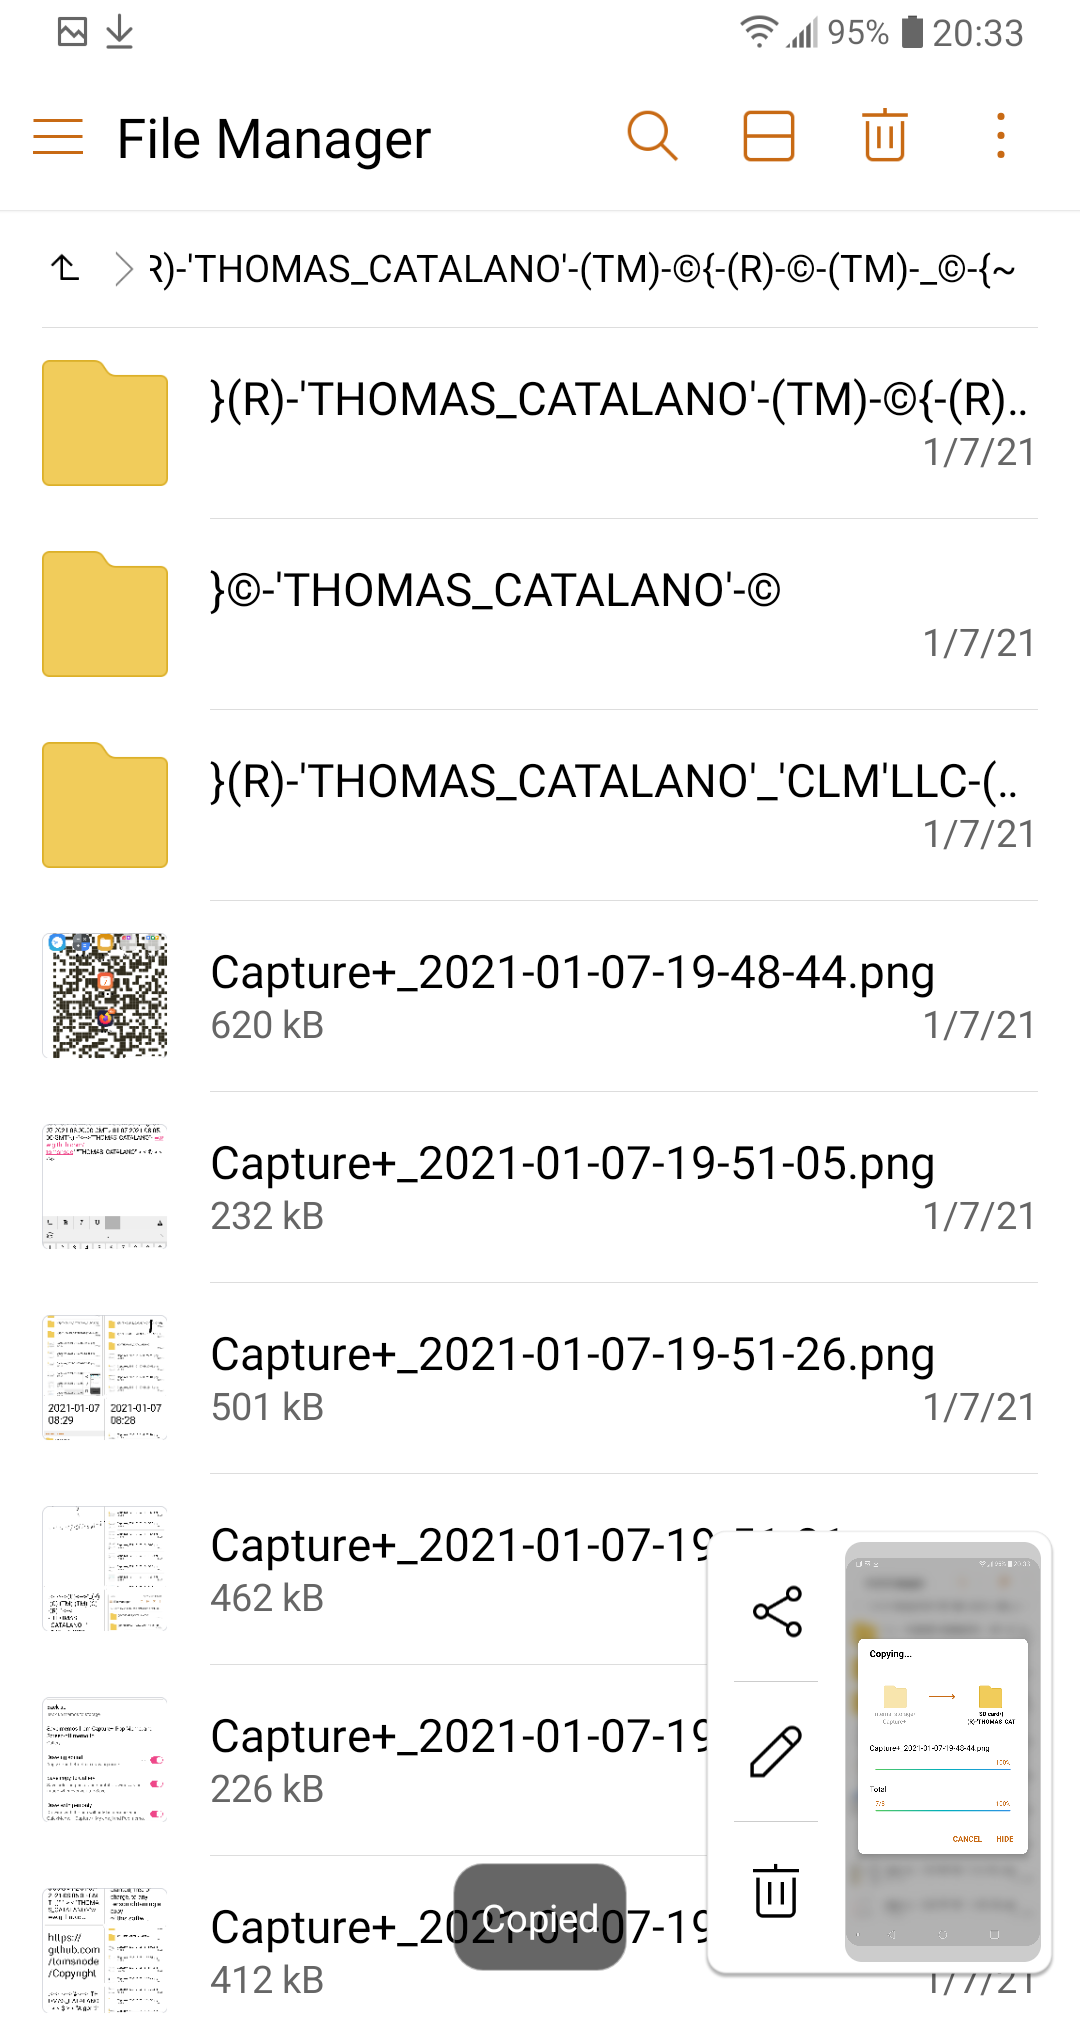 95% 20:33
File Manager
R)-'THOMAS_CATALANO'-(TM)-©{-(R)-©-(TM)-_©-{~
}(R)-'THOMAS_CATALANO'-(TM)-©{-(R)..
1/7/21
}©-'THOMAS_CATALANO'-©
1/7/21
}(R)-'THOMAS_CATALANO'_'CLM'LLC-(..
1/7/21
Capture+_2021-01-07-19-48-44.png
620 kB 1/7/21
Capture+_2021-01-07-19-51-05.png
232 kB 1/7/21
Capture+_2021-01-07-19-51-26.png
501 kB 1/7/21
2021-01-07
08:29
2021-01-07
08:28
Capture+_2021-01-07-19
462 kB
Capture+_2021-01-07-19
226 kB
Capture+_2021-01-07-19
412 kB 1/7/21
https://
github.com
/tomsnode
/Copyright
Copied
Copying...
SD card/}
(R)-'THOMAS_CAT
Capture+_2021-01-07-19-48-44.png
100%
Total
7/8 100%
CANCEL HIDE